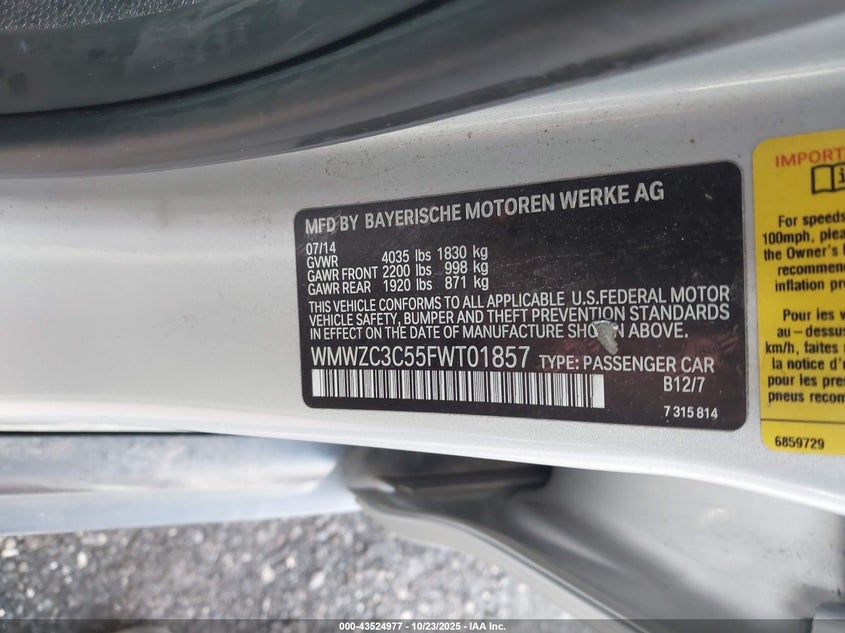 MFD BY BAYERISCHE MOTOREN WERKE AG
07/14
GVWR 4035 lbs 1830 kg
GAWR FRONT 2200 lbs 998 kg
GAWR REAR 1920 lbs 871 kg
THIS VEHICLE CONFORMS TO ALL APPLICABLE U.S.FEDERAL MOTOR
VEHICLE SAFETY, BUMPER AND THEFT PREVENTION STANDARDS
IN EFFECT ON THE DATE OF MANUFACTURE SHOWN ABOVE.
WMWZC3C55FWT01857 TYPE: PASSENGER CAR
B12/7
7 315 814
IMPORT
i
For speeds
100mph, plea
the Owner's
recommen
inflation pr
Pour les v
au-dessu
km/h, faites
la notice d'u
pour les pre
pneus recom
6859729
000-43524977 - 10/23/2025 - IAA Inc.